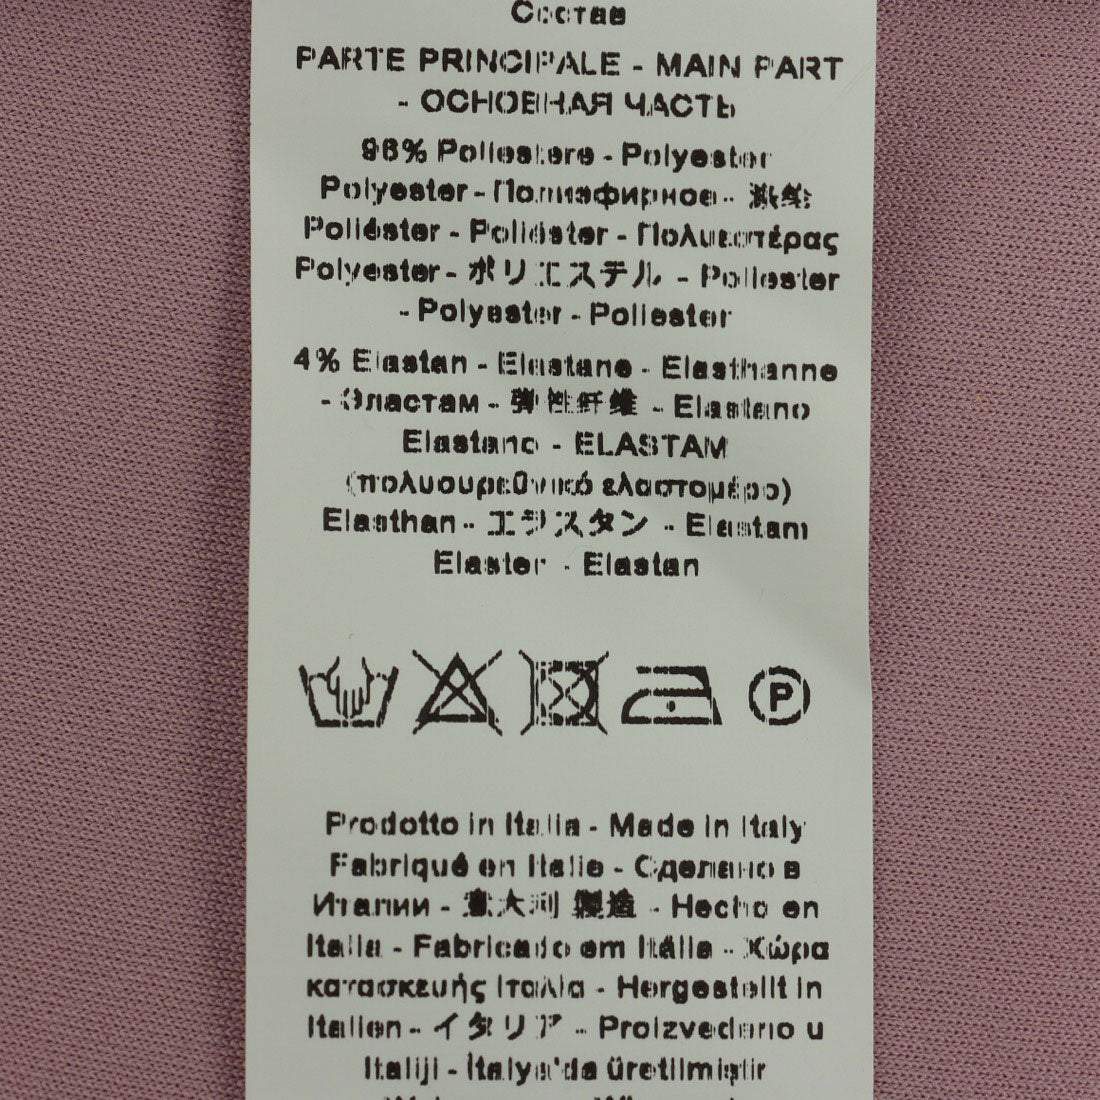 Состав
PARTE PRINCIPALE - MAIN PART
- ОСНОВНАЯ ЧАСТЬ
96% Poliestere - Polyester
Polyester - Полиэфирное - 聚酯
Poliéster - Poliéster - Πολυεστέρας
Polyester - ポリエステル - Poliester
- Polyester - Poliester
4% Elastan - Elastane - Elasthanne
- Эластам - 弹性纤维 - Elastano
Elastano - ELASTAM
(πολυουρεθνικό ελαστομέρο)
Elasthan - エラスタン - Elastam
Elaster - Elastan
P
Prodotto in Italia - Made in Italy
Fabriqué en Italie - Сделано в
Италии - 意大利 製造 - Hecho en
Italia - Fabricado em Itália - Χώρα
κατασκευής Ιταλία - Hergestellt in
Italien - イタリア - Proizvedeno u
Italiji - İtalya'da üretilmiştir